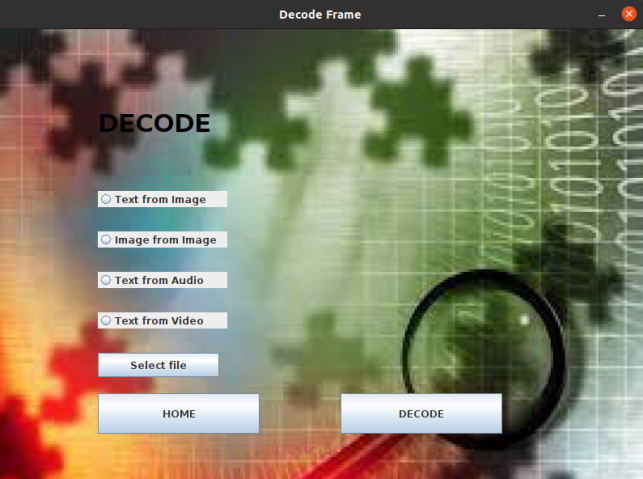 Decode Frame
DECODE
Text from Image
Image from Image
Text from Audio
Text from Video
Select file
HOME
DECODE